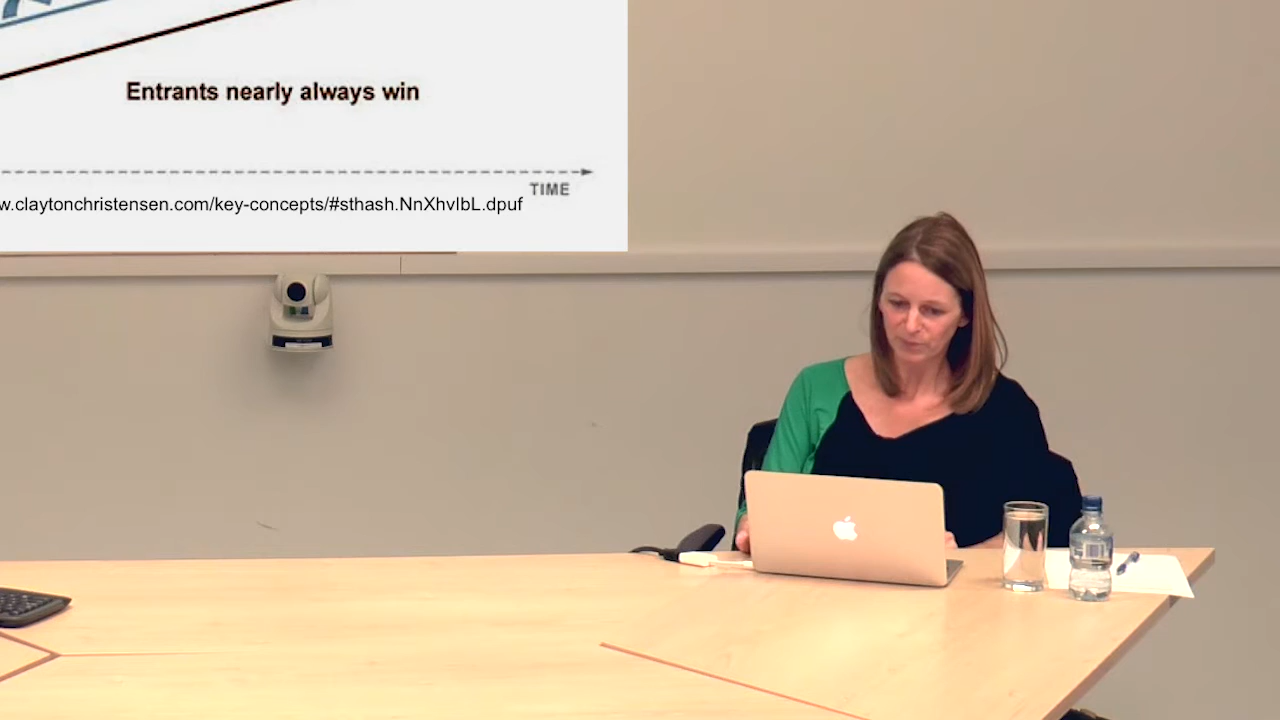 Entrants nearly always win
TIME
w.claytonchristensen.com/key-concepts/#sthash.NnXhvlbL.dpuf